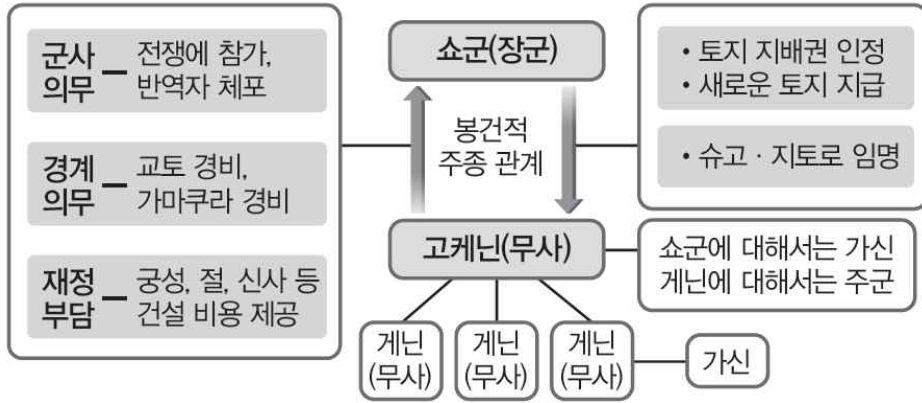 군사 의무 — 전쟁에 참가, 반역자 체포
경계 의무 — 교토 경비, 가마쿠라 경비
재정 부담 — 궁성, 절, 신사 등 건설 비용 제공
쇼군(장군)
봉건적
주종 관계
고케닌(무사)
• 토지 지배권 인정
• 새로운 토지 지급
• 슈고 · 지토로 임명
쇼군에 대해서는 가신
게닌에 대해서는 주군
게닌
(무사)
게닌
(무사)
게닌
(무사)
가신